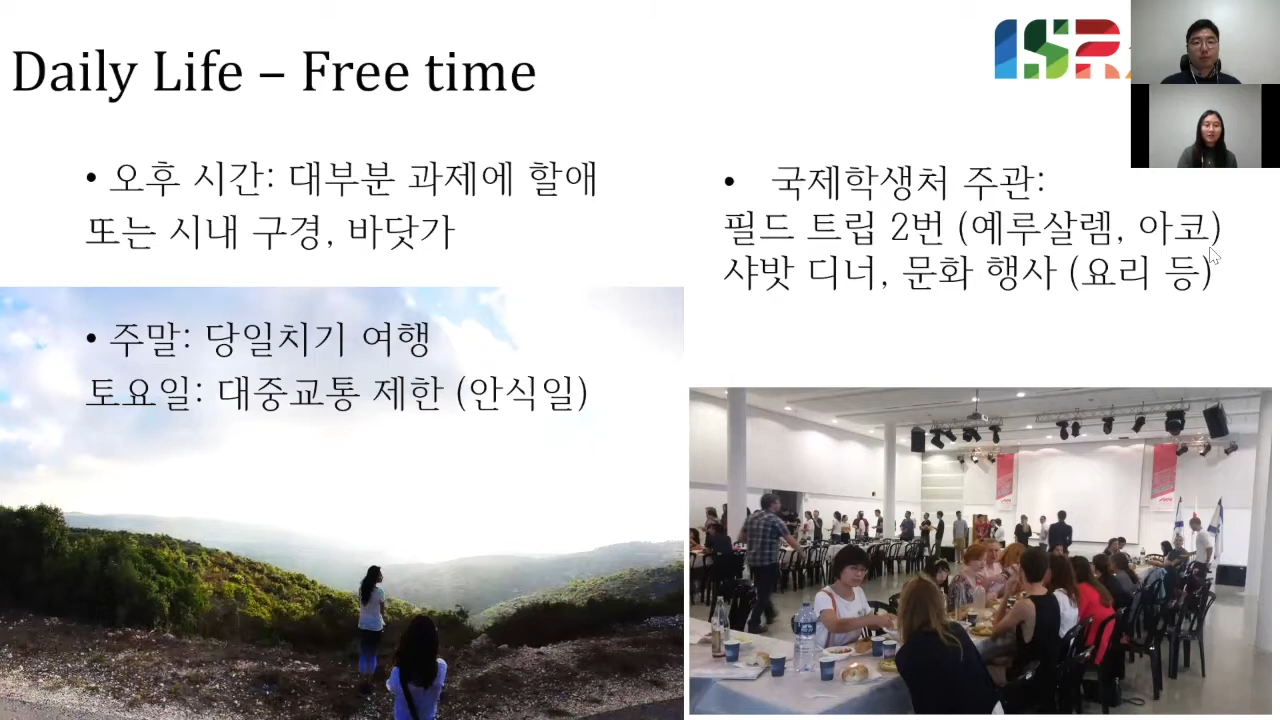 Daily Life – Free time
ISR
• 오후 시간: 대부분 과제에 할애
또는 시내 구경, 바닷가
• 주말: 당일치기 여행
토요일: 대중교통 제한 (안식일)
• 국제학생처 주관:
필드 트립 2번 (예루살렘, 아코)
샤밧 디너, 문화 행사 (요리 등)